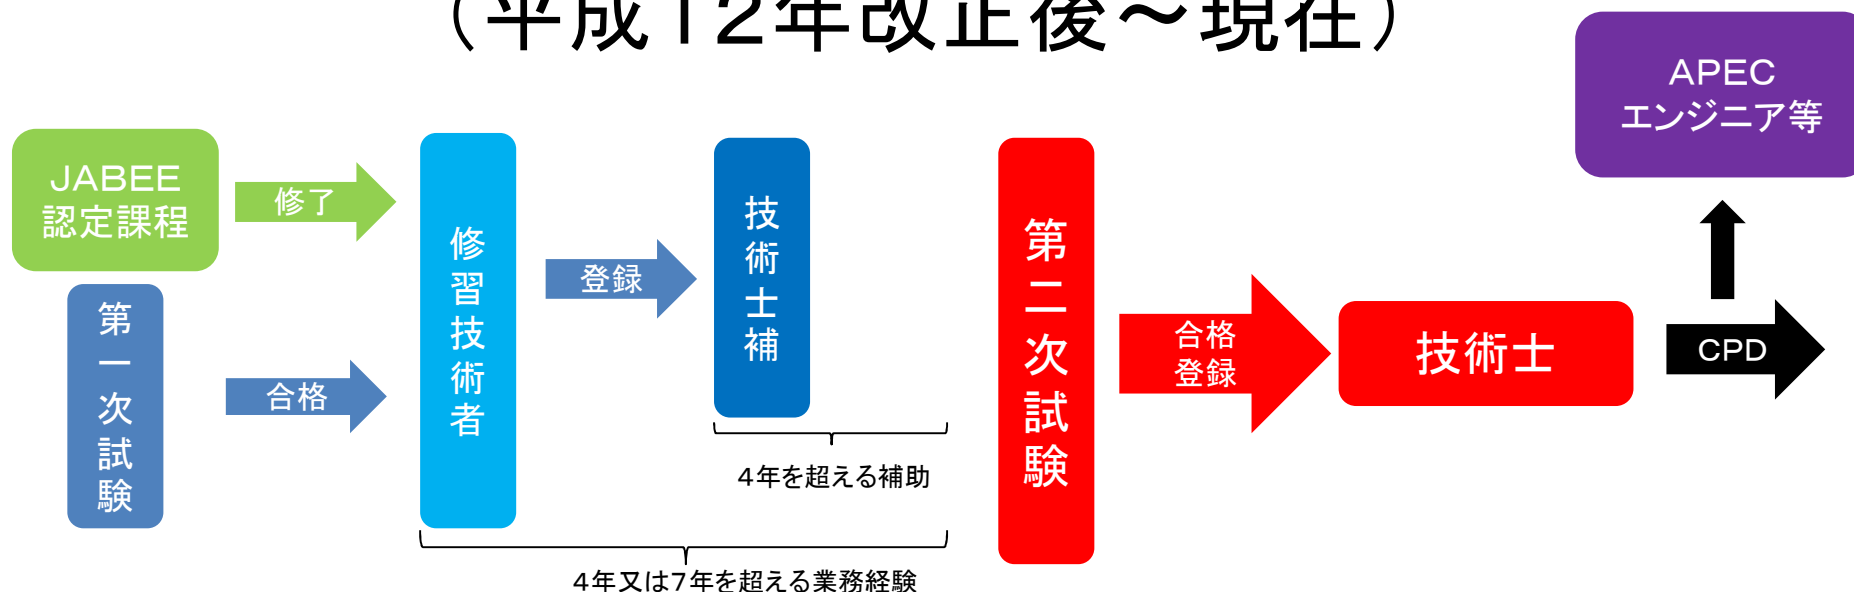 （平成12年改正後～現在）
APEC
エンジニア等
JABEE
認定課程
修了
第一次試験
合格
修習技術者
登録
技術士補
4年を超える補助
4年又は7年を超える業務経験
第二次試験
合格
登録
技術士
CPD